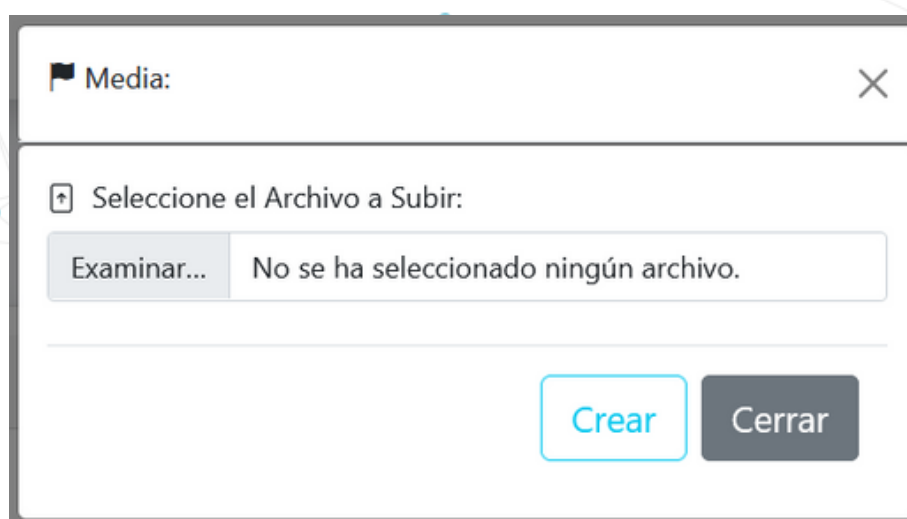 Media:
Seleccione el Archivo a Subir:
Examinar... No se ha seleccionado ningún archivo.
Crear Cerrar